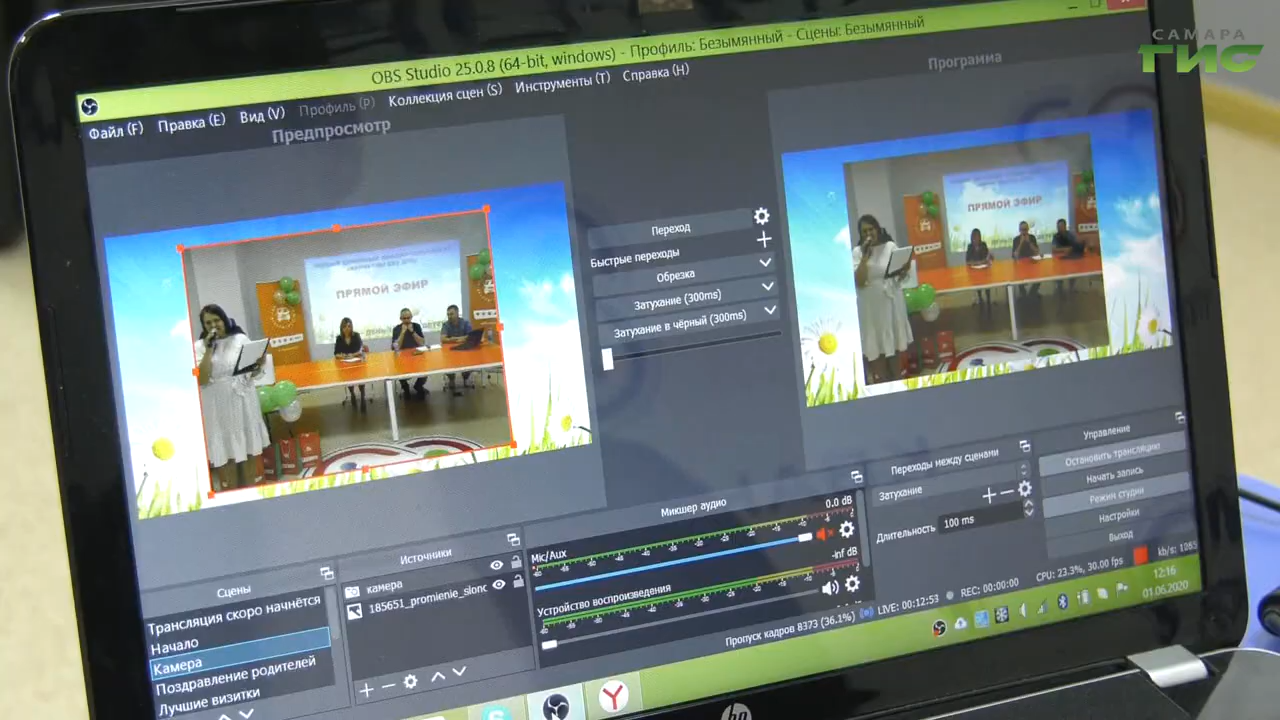 САМАРА
ГИС
OBS Studio 25.0.8 (64-bit, windows) - Профиль: Безымянный - Сцены: Безымянный
Файл (F) Правка (E) Вид (V) Профиль (P) Коллекция сцен (S) Инструменты (T) Справка (H)
Предпросмотр
Программа
ПРЯМОЙ ЭФИР
ПРЯМОЙ ЭФИР
Переход
Быстрые переходы
Обрезка
Затухание (300ms)
Затухание в чёрный (300ms)
Сцены
Трансляция скоро начнётся
Начало
Камера
Поздравление родителей
Лучшие визитки
Источники
камера
185651_promienie_slonc
Микшер аудио
Mic/Aux
0.0 dB
Устройство воспроизведения
-inf dB
Переходы между сценами
Затухание
Длительность 100 ms
Управление
Остановить трансляцию
Начать запись
Режим студии
Настройки
Выход
Пропуск кадров 8373 (36.1%) LIVE: 00:12:53 REC: 00:00:00 CPU: 23.3%, 30.00 fps kb/s: 1085
12:16
01.06.2020
hp